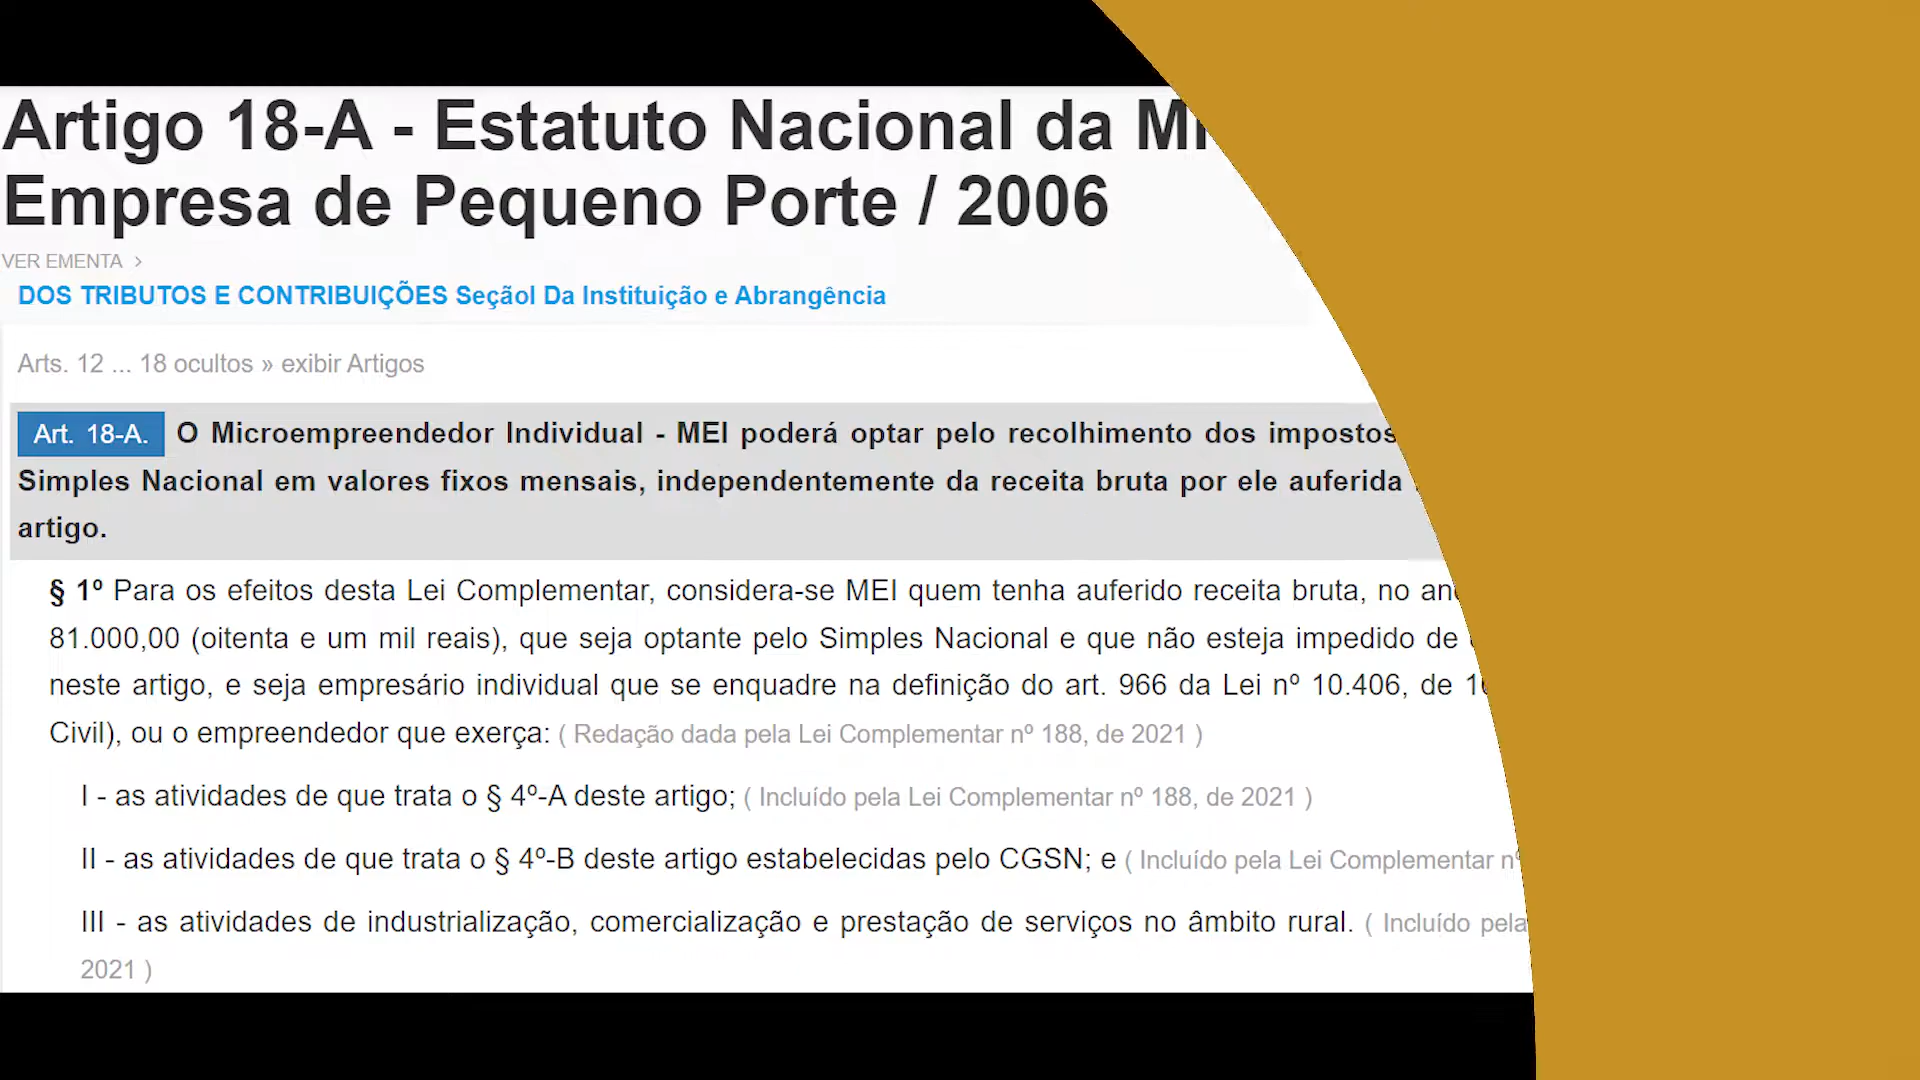 Artigo 18-A - Estatuto Nacional da
Empresa de Pequeno Porte / 2006
VER EMENTA >
DOS TRIBUTOS E CONTRIBUIÇÕES SeçãoI Da Instituição e Abrangência
Arts. 12 ... 18 ocultos » exibir Artigos
Art. 18-A. O Microempreendedor Individual - MEI poderá optar pelo recolhimento dos impostos
Simples Nacional em valores fixos mensais, independentemente da receita bruta por ele auferida
artigo.
§ 1º Para os efeitos desta Lei Complementar, considera-se MEI quem tenha auferido receita bruta, no
81.000,00 (oitenta e um mil reais), que seja optante pelo Simples Nacional e que não esteja impedido de
neste artigo, e seja empresário individual que se enquadre na definição do art. 966 da Lei nº 10.406, de
Civil), ou o empreendedor que exerça: ( Redação dada pela Lei Complementar nº 188, de 2021 )
I - as atividades de que trata o § 4º-A deste artigo; ( Incluído pela Lei Complementar nº 188, de 2021 )
II - as atividades de que trata o § 4º-B deste artigo estabelecidas pelo CGSN; e ( Incluído pela Lei Complementar nº
III - as atividades de industrialização, comercialização e prestação de serviços no âmbito rural. ( Incluído pela
2021 )